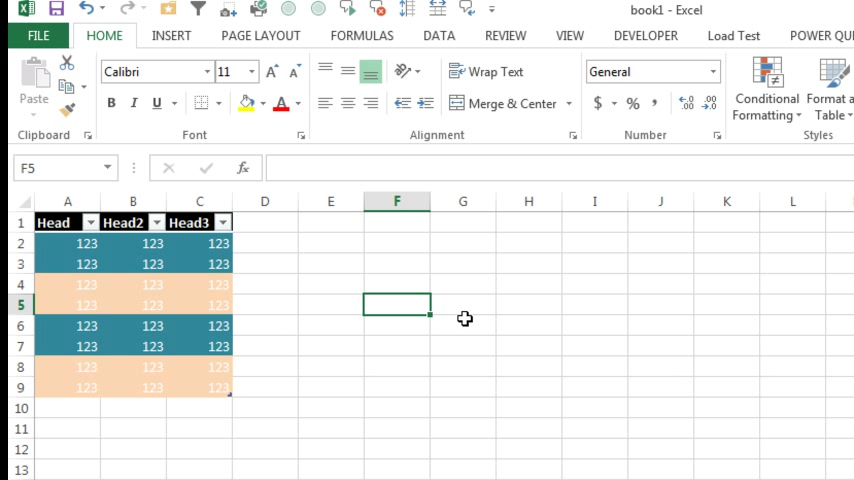 book1 - Excel
FILE HOME INSERT PAGE LAYOUT FORMULAS DATA REVIEW VIEW DEVELOPER Load Test POWER QU
Calibri 11 A A Wrap Text General
Paste B I U A Merge & Center $ % , Conditional Formatting Format a Table
Clipboard Font Alignment Number Styles
F5 fx
A B C D E F G H I J K L
1 Head Head2 Head3
2 123 123 123
3 123 123 123
4 123 123 123
5 123 123 123
6 123 123 123
7 123 123 123
8 123 123 123
9 123 123 123
10
11
12
13